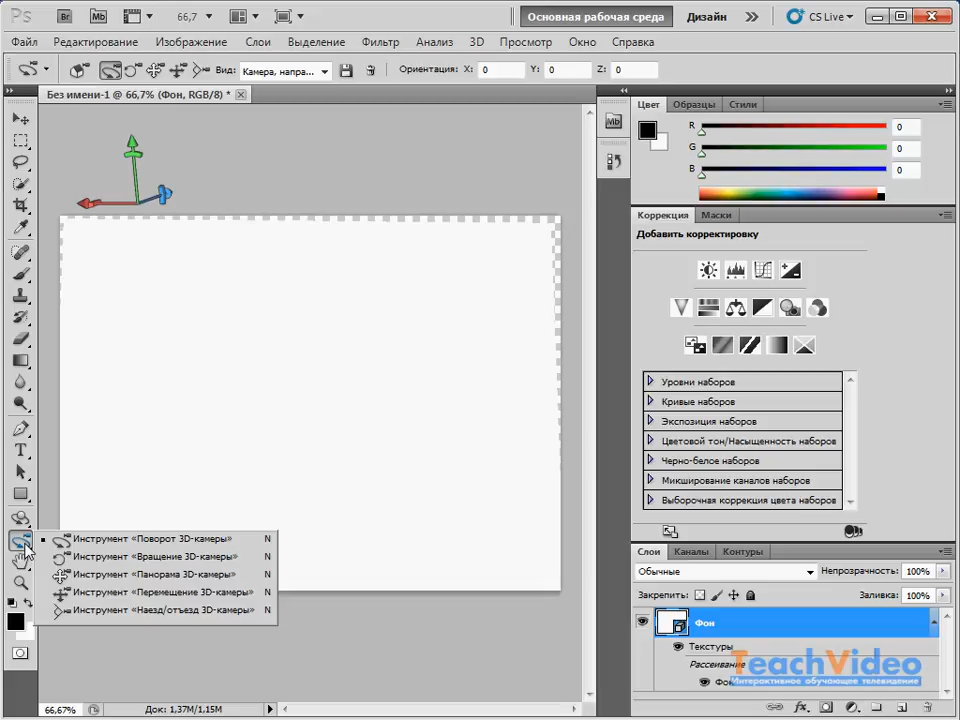 Ps Br Mb 66,7 Основная рабочая среда Дизайн CS Live
Файл Редактирование Изображение Слои Выделение Фильтр Анализ 3D Просмотр Окно Справка
Вид: Камера, напра... Ориентация: X: 0 Y: 0 Z: 0
Без имени-1 @ 66,7% (Фон, RGB/8) *
Mb
Цвет Образцы Стили
R 0
G 0
B 0
Коррекция Маски
Добавить корректировку
Уровни наборов
Кривые наборов
Экспозиция наборов
Цветовой тон/Насыщенность наборов
Черно-белое наборов
Микширование каналов наборов
Выборочная коррекция цвета наборов
T
Инструмент «Поворот 3D-камеры» N
Инструмент «Вращение 3D-камеры» N
Инструмент «Панорама 3D-камеры» N
Инструмент «Перемещение 3D-камеры» N
Инструмент «Наезд/отъезд 3D-камеры» N
Слои Каналы Контуры
Обычные Непрозрачность: 100%
Закрепить: Заливка: 100%
Фон
Текстуры
Рассеивание
TeachVideo
Интерактивное обучающее телевидение
66,67% Док: 1,37M/1,15M
fx